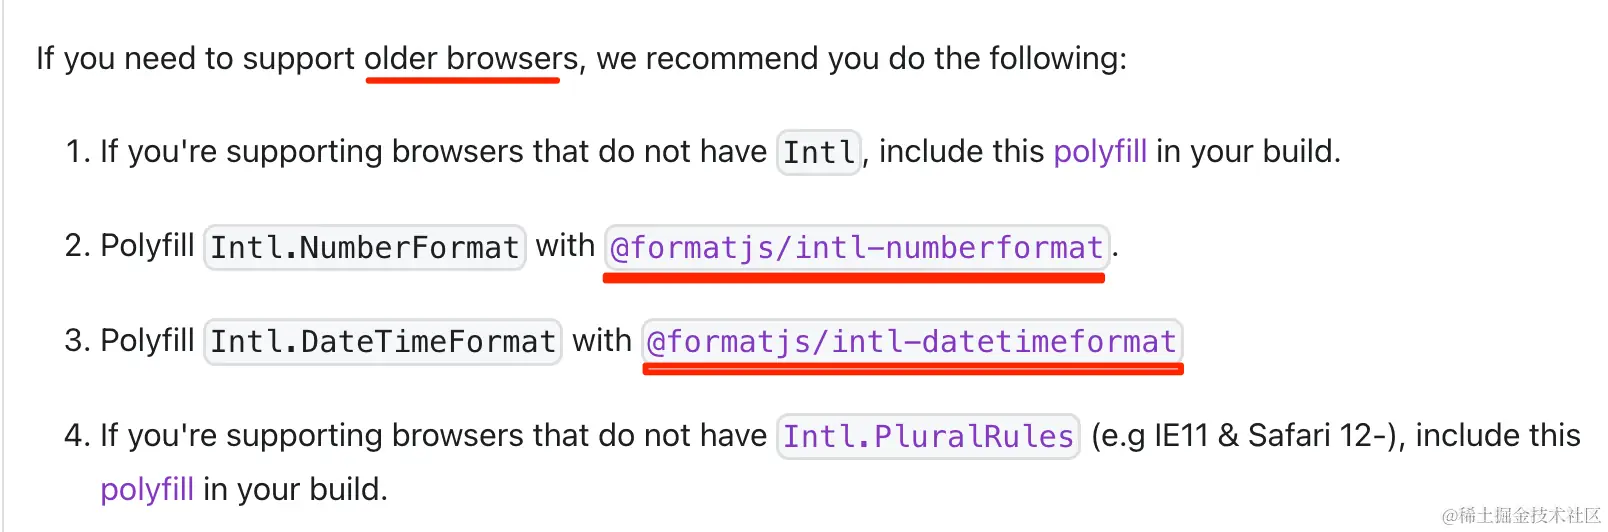 If you need to support older browsers, we recommend you do the following:
1. If you're supporting browsers that do not have Intl, include this polyfill in your build.
2. Polyfill Intl.NumberFormat with @formatjs/intl-numberformat.
3. Polyfill Intl.DateTimeFormat with @formatjs/intl-datetimeformat
4. If you're supporting browsers that do not have Intl.PluralRules (e.g IE11 & Safari 12-), include this
polyfill in your build.
@稀土掘金技术社区